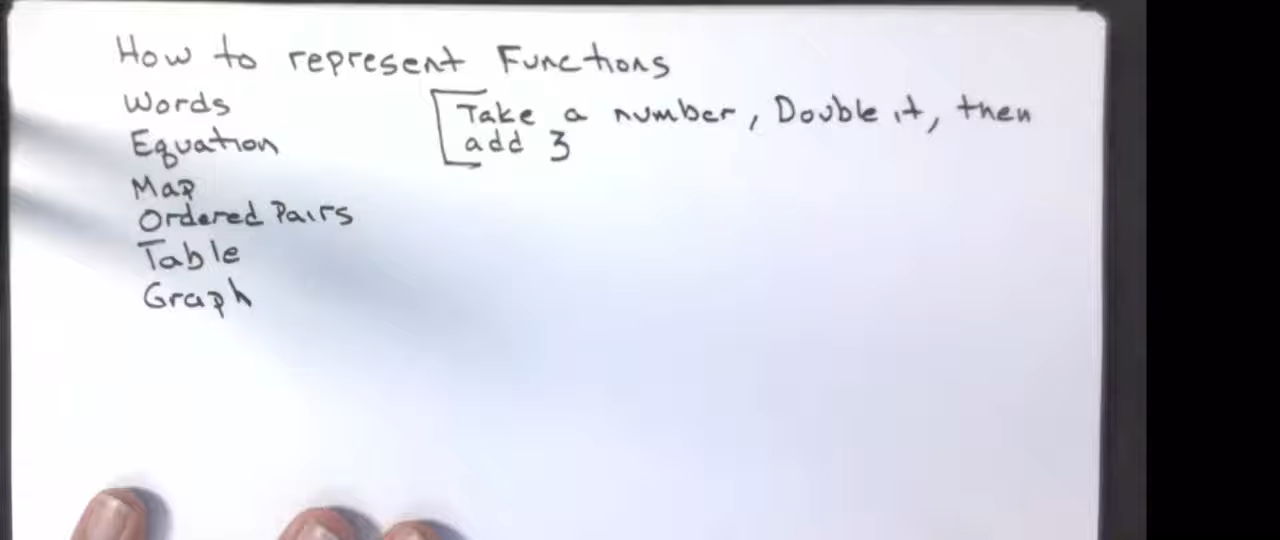 How to represent Functions
Words
Take a number, Double it, then
add 3
Equation
Map
Ordered Pairs
Table
Graph